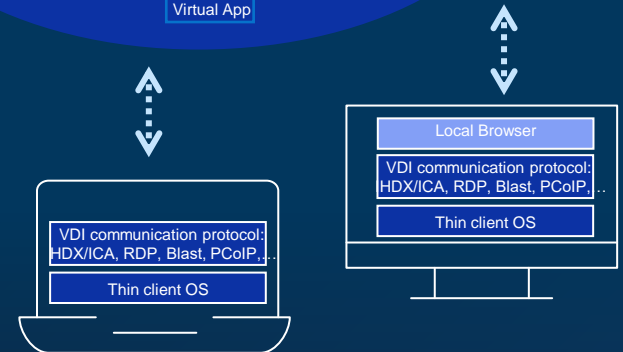 Virtual App
Local Browser
VDI communication protocol:
HDX/ICA, RDP, Blast, PCoIP,...
Thin client OS
VDI communication protocol:
HDX/ICA, RDP, Blast, PCoIP,...
Thin client OS